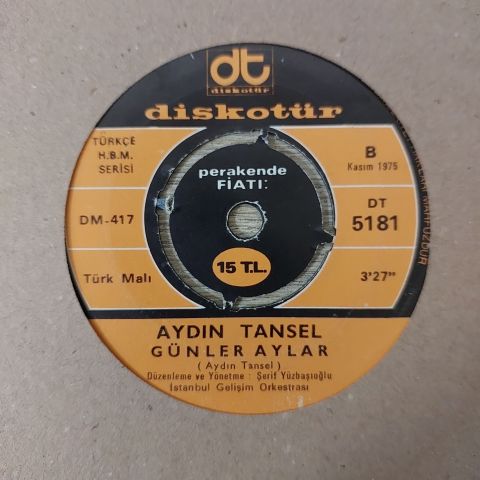 dt
diskotür
diskotür
TÜRKÇE
H.B.M.
SERİSİ
B
Kasım 1975
perakende
FİATI:
DM-417
DT
5181
Türk Malı
15 T.L.
3'27"
AYDIN TANSEL
GÜNLER AYLAR
( Aydın Tansel )
Düzenleme ve Yönetme : Şerif Yüzbaşıoğlu
İstanbul Gelişim Orkestrası